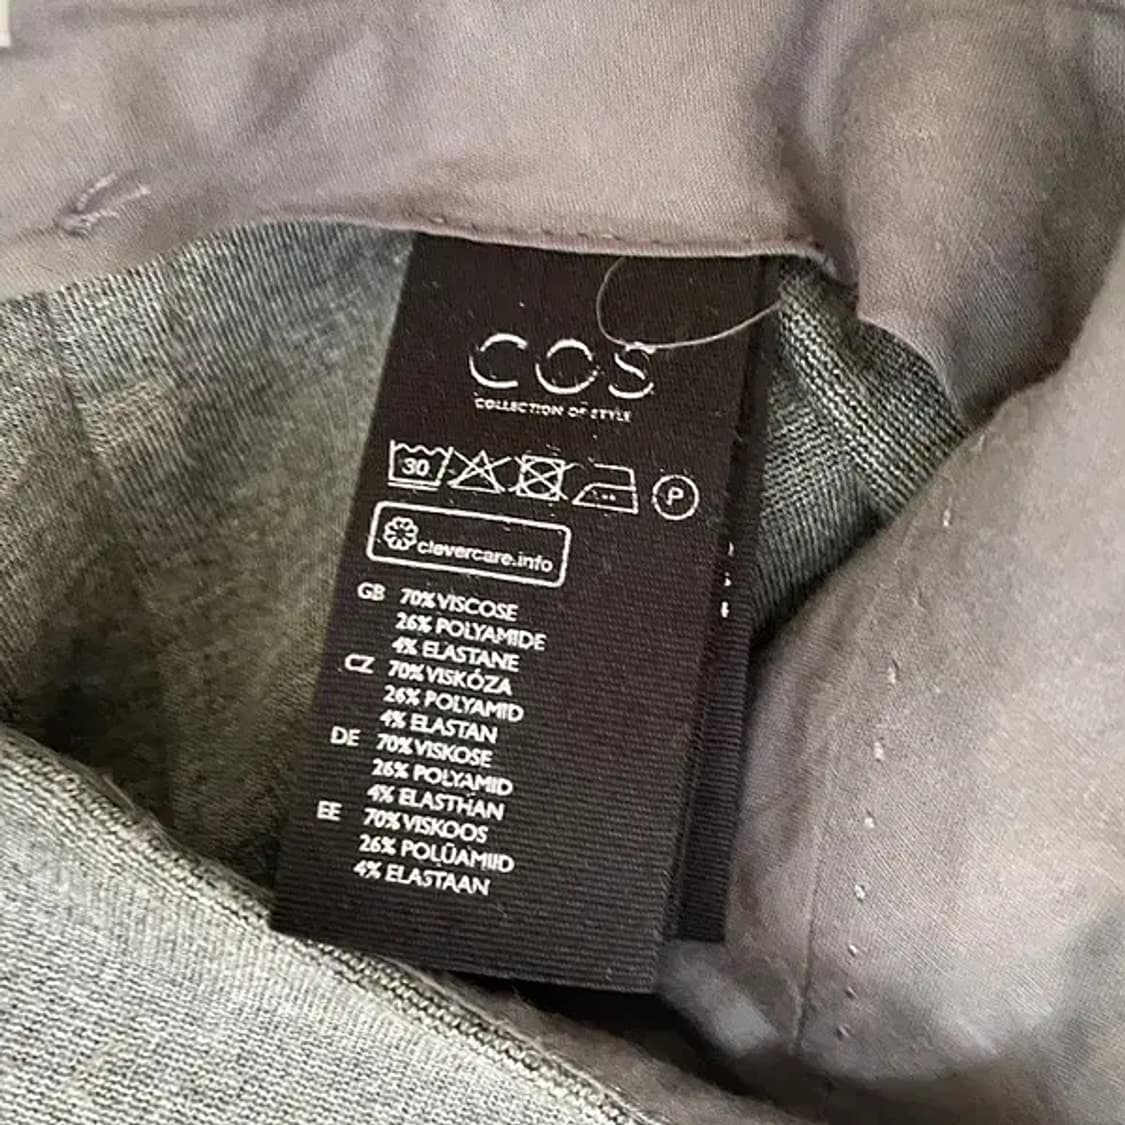 COS
COLLECTION OF STYLE
30 P
clevercare.info
GB 70% VISCOSE
26% POLYAMIDE
4% ELASTANE
CZ 70% VISKÓZA
26% POLYAMID
4% ELASTAN
DE 70% VISKOSE
26% POLYAMID
4% ELASTHAN
EE 70% VISKOOS
26% POLÜAMIID
4% ELASTAAN